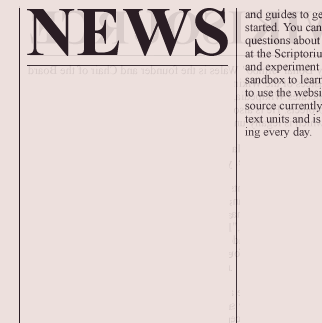 NEWS
and guides to ge
started. You can
questions about
at the Scriptoriu
and experiment
sandbox to learn
to use the websi
source currently
text units and is
ing every day.